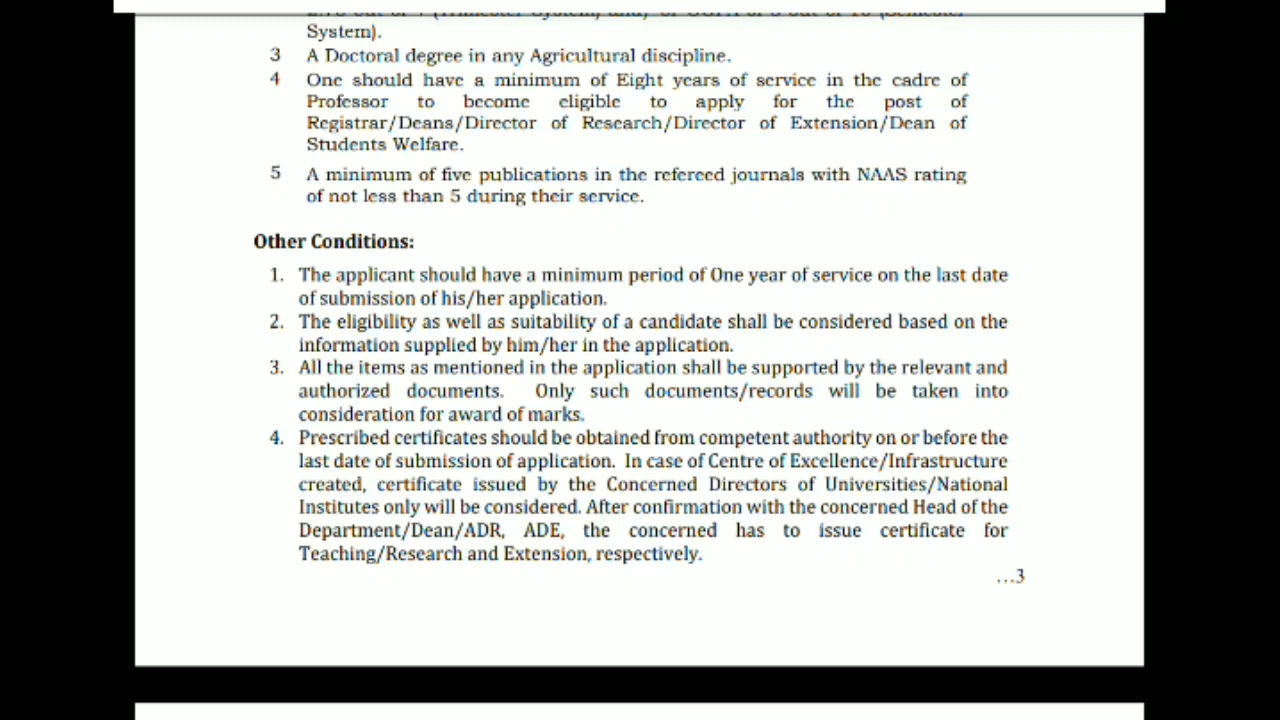 System).
3 A Doctoral degree in any Agricultural discipline.
4 One should have a minimum of Eight years of service in the cadre of
Professor to become eligible to apply for the post of
Registrar/Deans/Director of Research/Director of Extension/Dean of
Students Welfare.
5 A minimum of five publications in the refereed journals with NAAS rating
of not less than 5 during their service.
Other Conditions:
1. The applicant should have a minimum period of One year of service on the last date
of submission of his/her application.
2. The eligibility as well as suitability of a candidate shall be considered based on the
information supplied by him/her in the application.
3. All the items as mentioned in the application shall be supported by the relevant and
authorized documents. Only such documents/records will be taken into
consideration for award of marks.
4. Prescribed certificates should be obtained from competent authority on or before the
last date of submission of application. In case of Centre of Excellence/Infrastructure
created, certificate issued by the Concerned Directors of Universities/National
Institutes only will be considered. After confirmation with the concerned Head of the
Department/Dean/ADR, ADE, the concerned has to issue certificate for
Teaching/Research and Extension, respectively.
...3